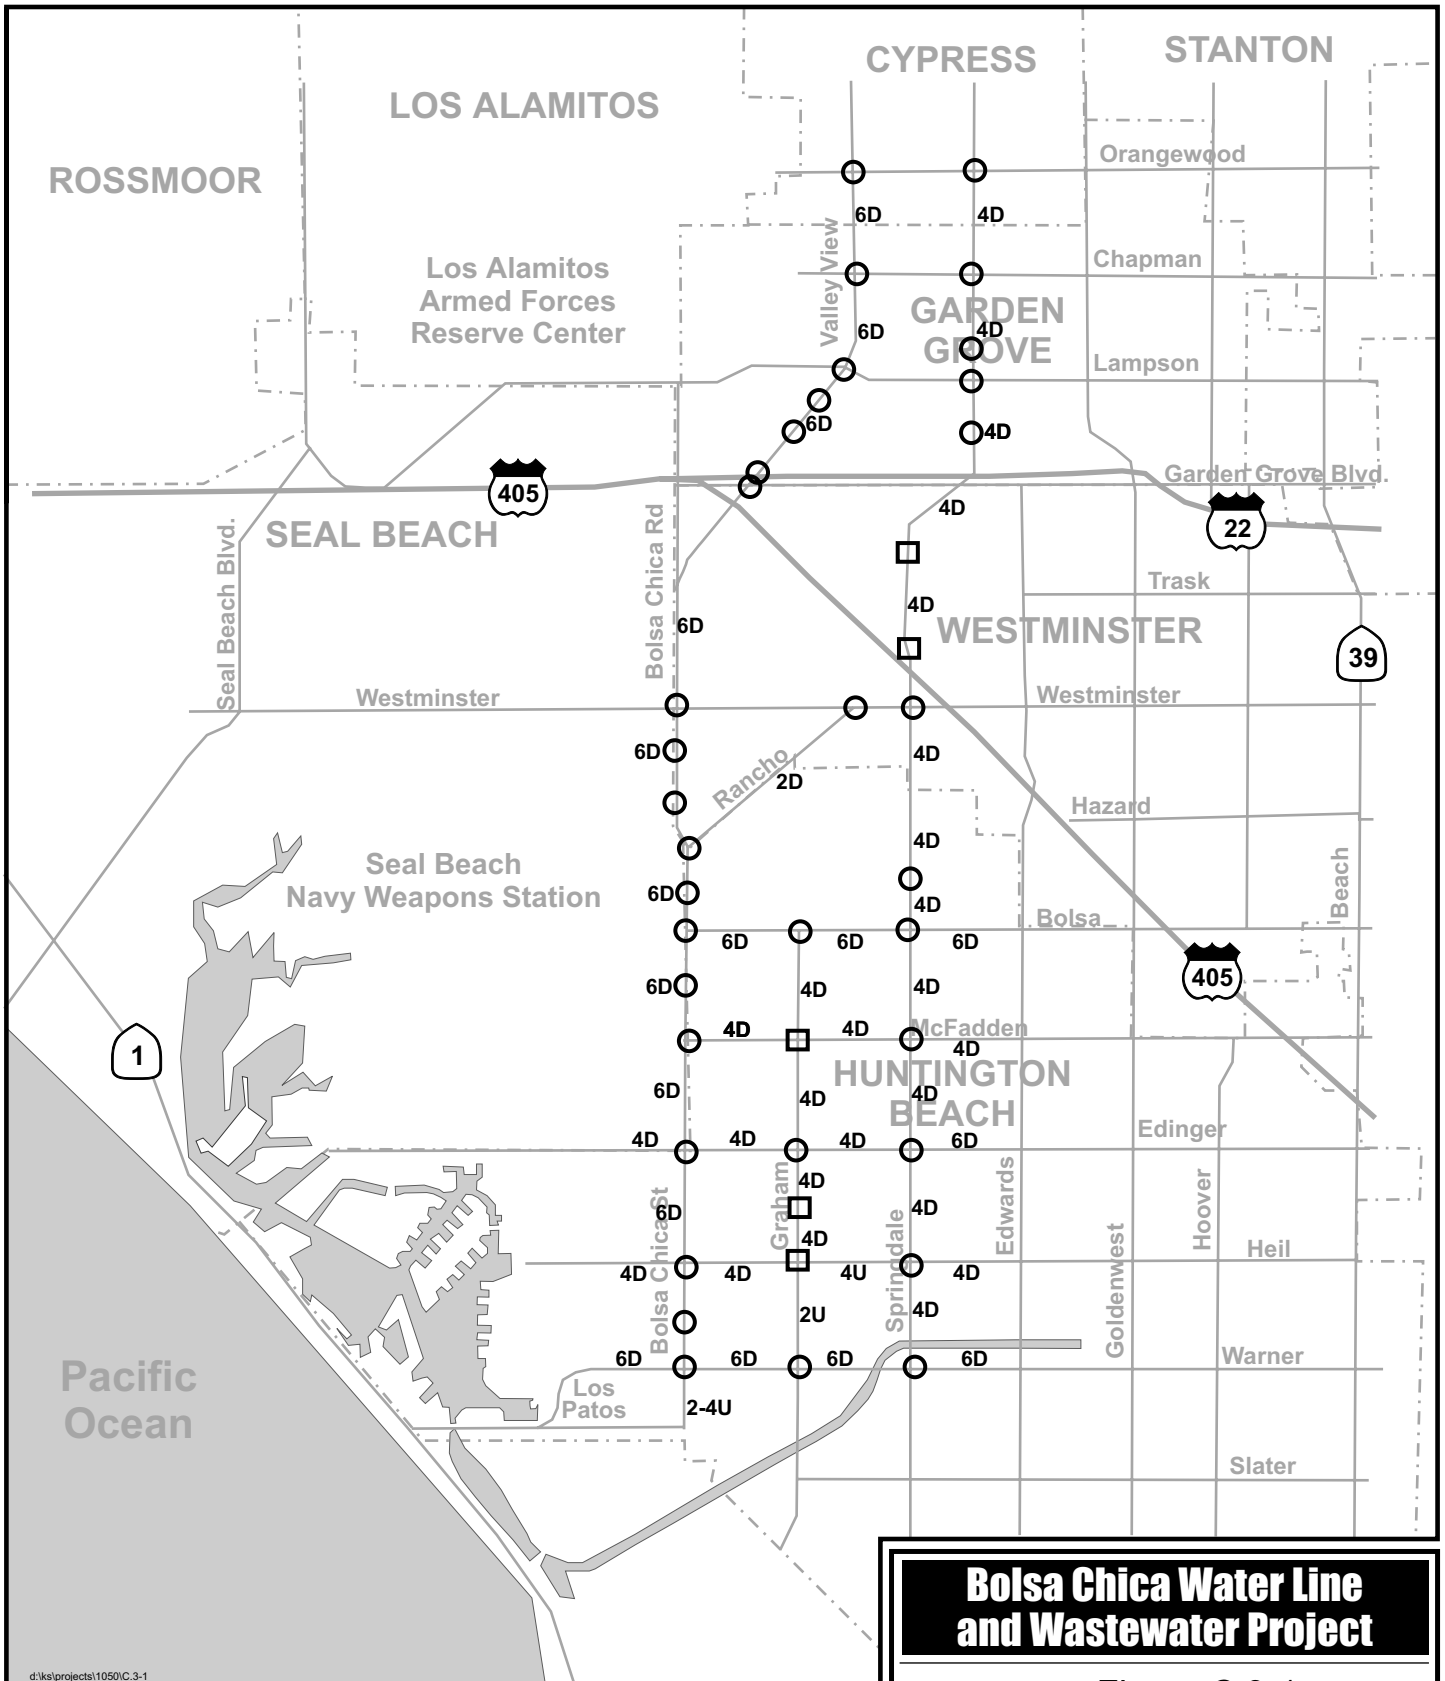 CYPRESS
STANTON
LOS ALAMITOS
ROSSMOOR
Orangewood
6D
4D
Valley View
Chapman
Los Alamitos
Armed Forces
Reserve Center
GARDEN
GROVE
6D
4D
Lampson
6D
4D
Garden Grove Blvd.
405
22
4D
SEAL BEACH
Seal Beach Blvd.
Bolsa Chica Rd
Trask
4D
6D
WESTMINSTER
39
Westminster
Westminster
6D
4D
Rancho
2D
Hazard
4D
Seal Beach
Navy Weapons Station
6D
4D
Beach
Bolsa
6D
6D
6D
405
6D
4D
4D
1
4D
4D
McFadden
4D
HUNTINGTON
BEACH
6D
4D
4D
Edinger
4D
4D
4D
6D
4D
Graham
Bolsa Chica St
6D
4D
Springdale
Edwards
Goldenwest
Hoover
4D
Heil
4D
4D
4U
4D
2U
4D
Warner
6D
6D
6D
6D
Los
Patos
2-4U
Pacific
Ocean
Slater
Bolsa Chica Water Line
and Wastewater Project
d:\ks\projects\1050\C.3-1